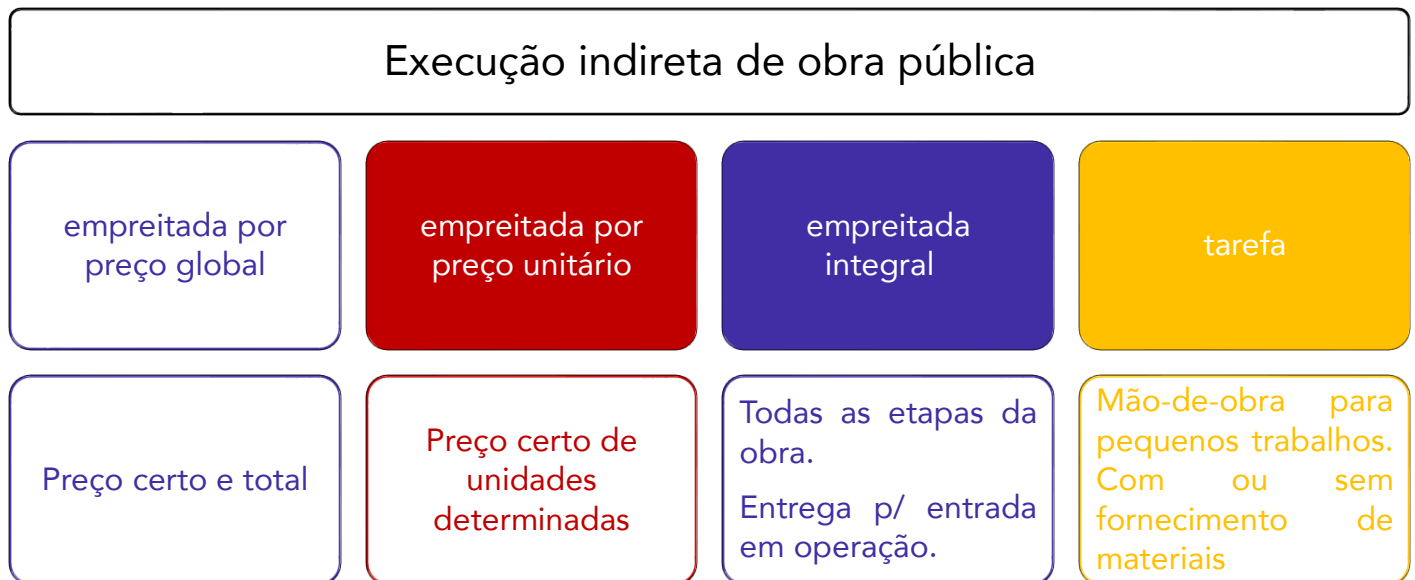 Execução indireta de obra pública
empreitada por
preço global
empreitada por
preço unitário
empreitada
integral
tarefa
Preço certo e total
Preço certo de
unidades
determinadas
Todas as etapas da
obra.
Entrega p/ entrada
em operação.
Mão-de-obra para
pequenos trabalhos.
Com ou sem
fornecimento de
materiais